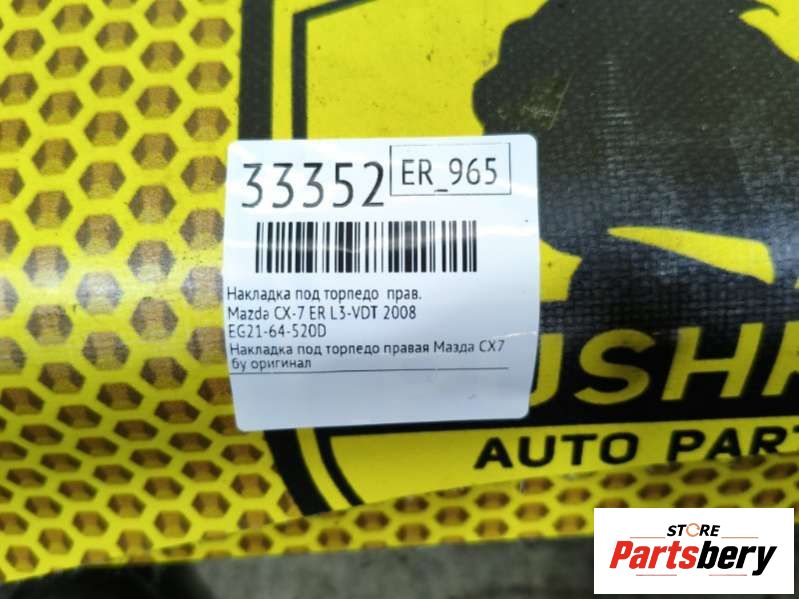 33352
ER_965
Накладка под торпедо прав.
Mazda CX-7 ER L3-VDT 2008
EG21-64-520D
Накладка под торпедо правая Мазда CX7
бу оригинал
AUTO PART
STORE
Partsbery